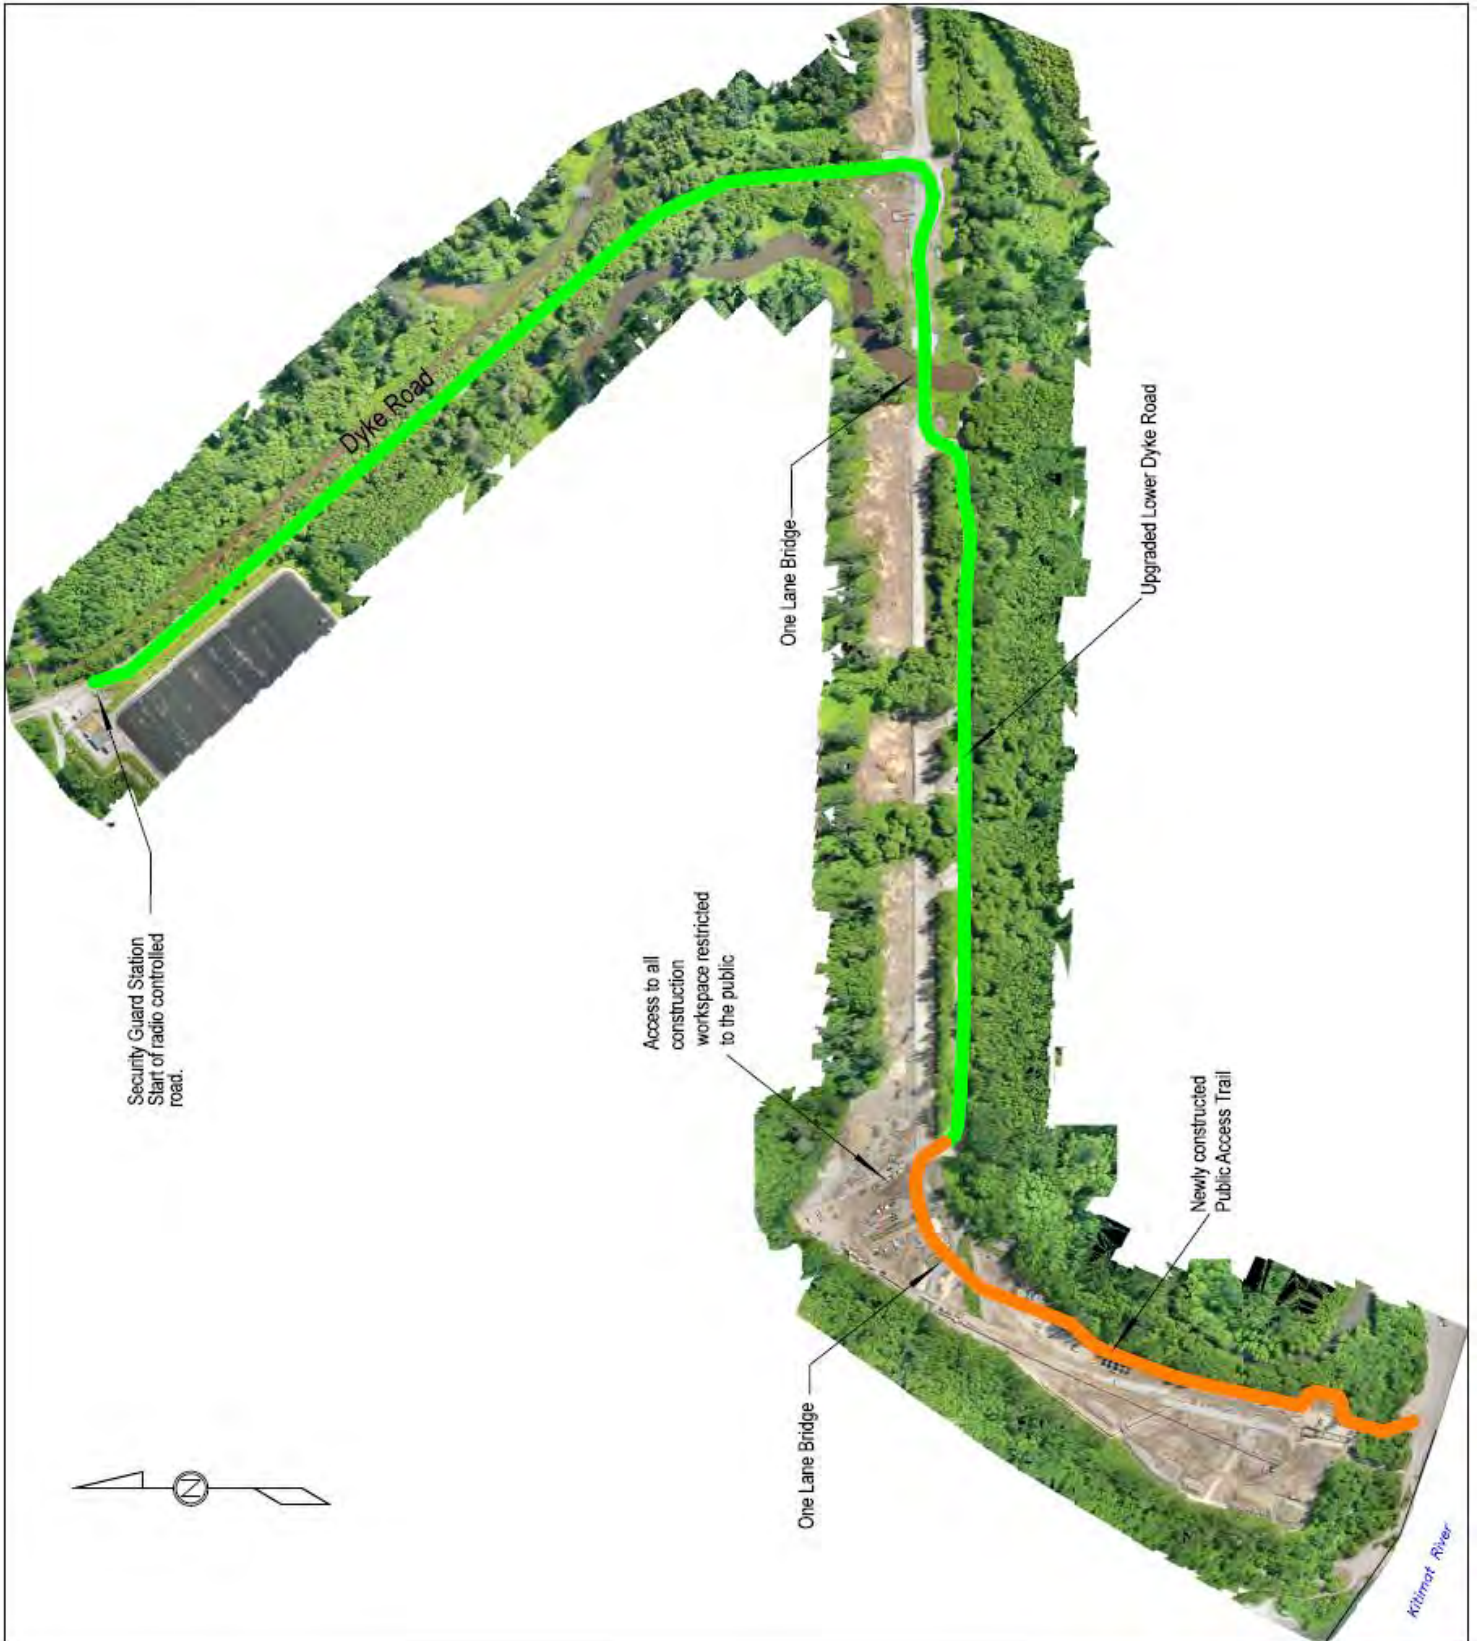 Dyke Road
One Lane Bridge
Upgraded Lower Dyke Road
Security Guard Station
Start of radio controlled
road.
Access to all
construction
workspace restricted
to the public
Newly constructed
Public Access Trail
One Lane Bridge
N
Kitimat River